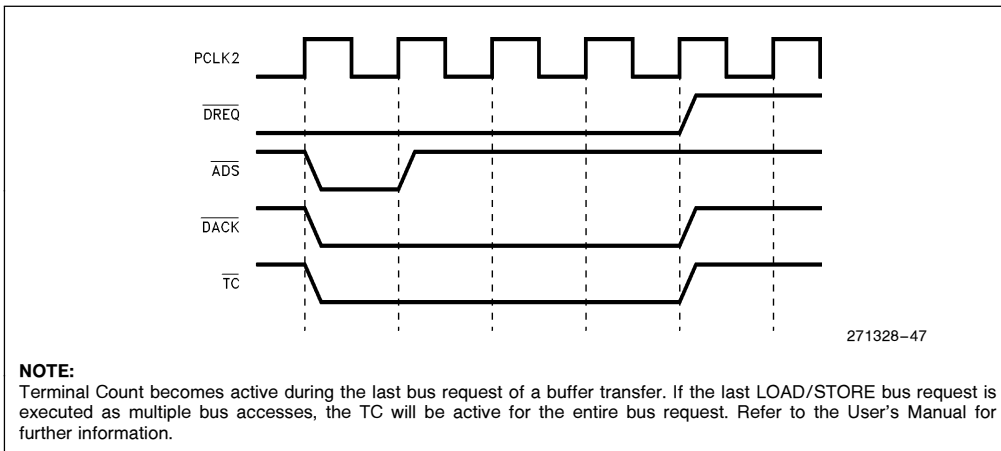 PCLK2
DREQ
ADS
DACK
TC
271328–47
NOTE:
Terminal Count becomes active during the last bus request of a buffer transfer. If the last LOAD/STORE bus request is
executed as multiple bus accesses, the TC will be active for the entire bus request. Refer to the User's Manual for
further information.